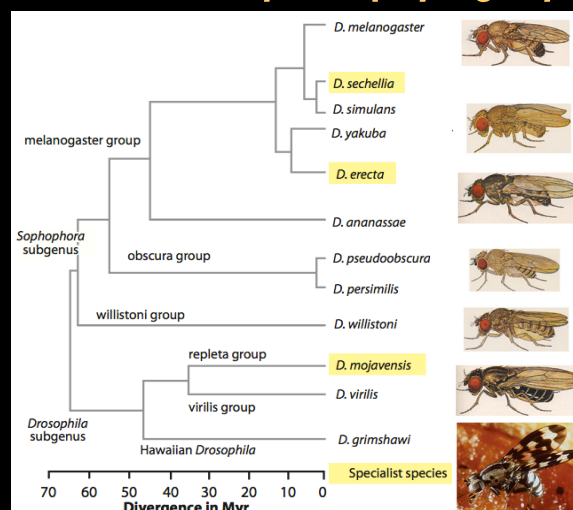 D. melanogaster
D. sechellia
D. simulans
D. yakuba
melanogaster group
D. erecta
D. ananassae
Sophophora
subgenus
obscura group
D. pseudoobscura
D. persimilis
willistoni group
D. willistoni
repleta group
D. mojavensis
D. virilis
virilis group
Drosophila
subgenus
D. grimshawi
Hawaiian Drosophila
Specialist species
70 60 50 40 30 20 10 0
Divergence in Myr